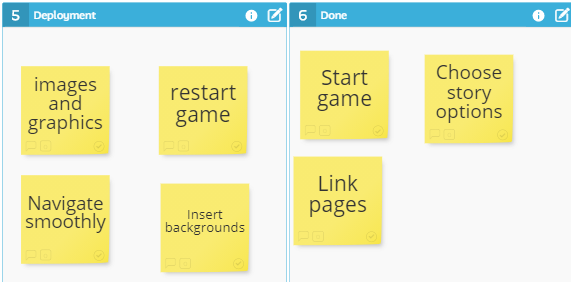 5 Deployment
6 Done
images
and
graphics
restart
game
Navigate
smoothly
Insert
backgrounds
Start
game
Choose
story
options
Link
pages